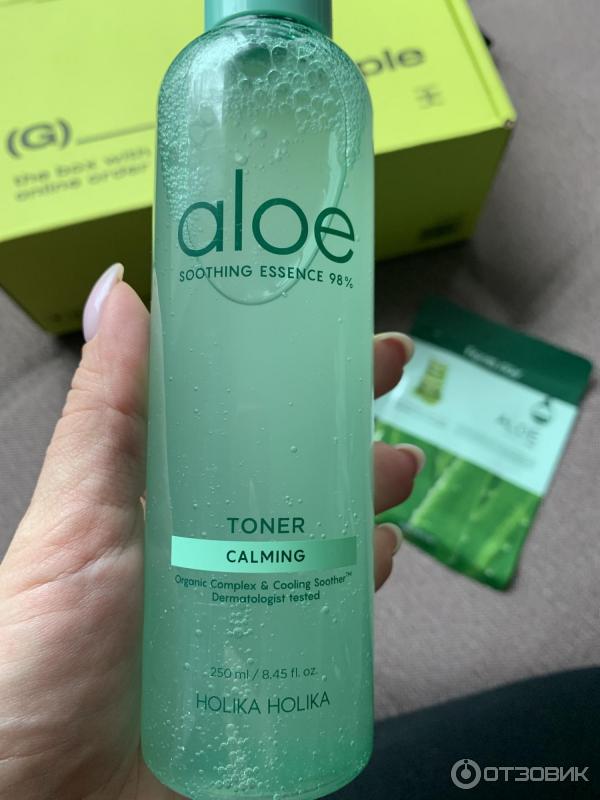 (G)
ple
the box with
online order
aloe
SOOTHING ESSENCE 98%
ALOE
TONER
CALMING
Organic Complex & Cooling Soother™
Dermatologist tested
250 ml / 8.45 fl. oz.
HOLIKA HOLIKA
ОТЗОВИК